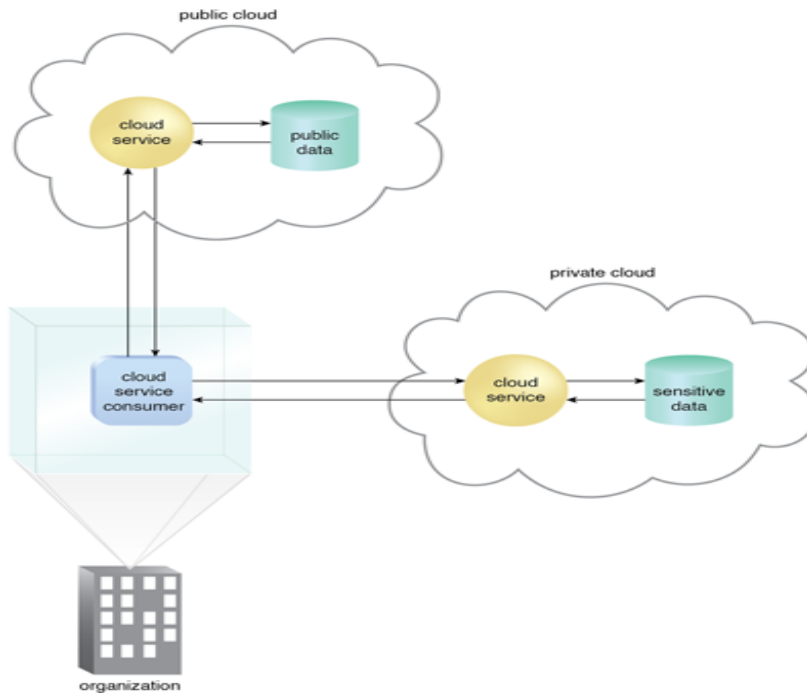 public cloud
cloud
service
public
data
private cloud
cloud
service
consumer
cloud
service
sensitive
data
organization